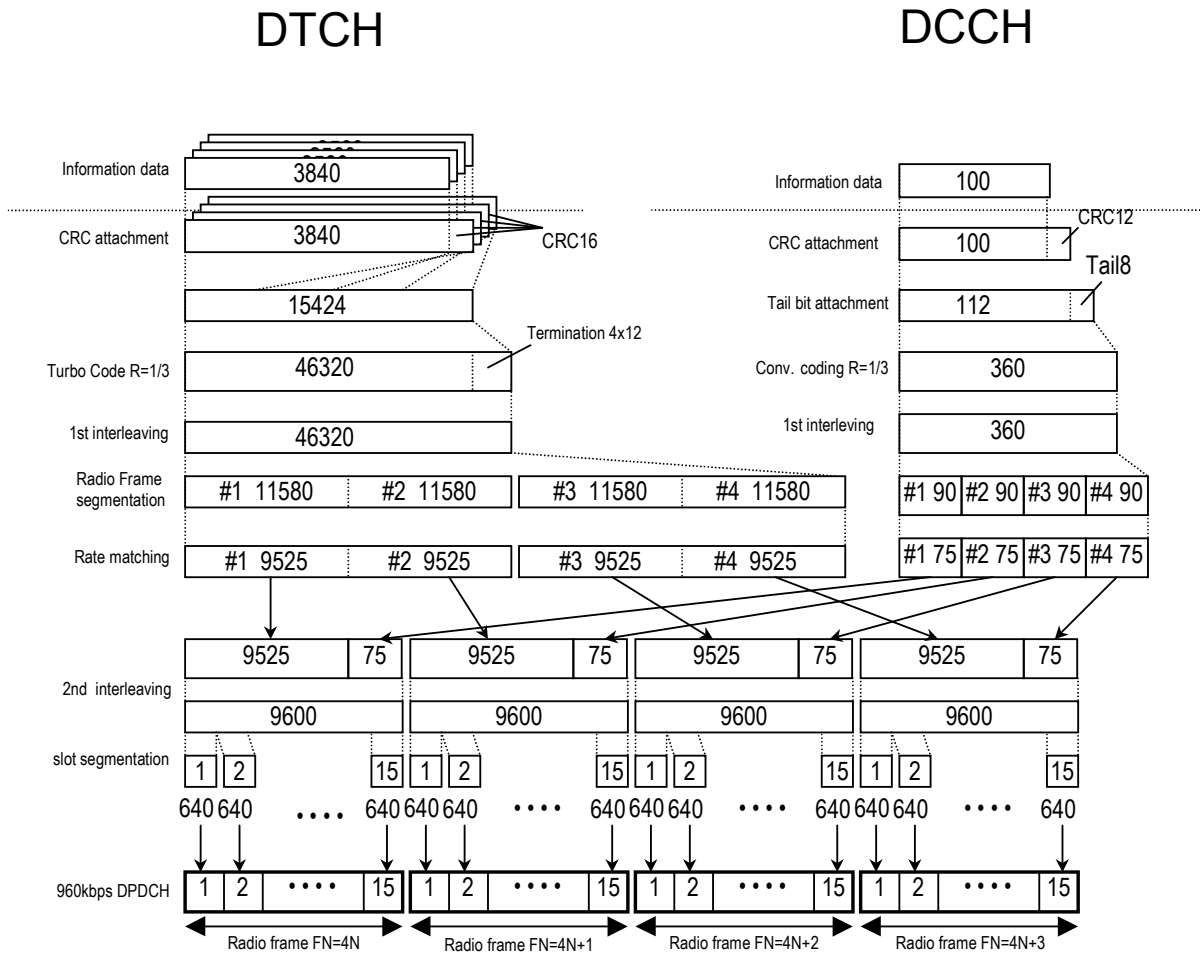 DTCH DCCH
Information data 3840
Information data 100
CRC attachment 3840 CRC16
CRC attachment 100 CRC12
15424
Tail bit attachment 112 Tail8
Termination 4x12
Turbo Code R=1/3 46320
Conv. coding R=1/3 360
1st interleaving 46320
1st interleving 360
Radio Frame
segmentation
#1 11580 #2 11580 #3 11580 #4 11580
#1 90 #2 90 #3 90 #4 90
Rate matching #1 9525 #2 9525 #3 9525 #4 9525
#1 75 #2 75 #3 75 #4 75
9525 75 9525 75 9525 75 9525 75
2nd interleaving
9600 9600 9600 9600
slot segmentation 1 2 15 1 2 15 1 2 15 1 2 15
640 640 •••• 640 640 640 •••• 640 640 640 •••• 640 640 640 •••• 640
960kbps DPDCH 1 2 •••• 15 1 2 •••• 15 1 2 •••• 15 1 2 •••• 15
Radio frame FN=4N Radio frame FN=4N+1 Radio frame FN=4N+2 Radio frame FN=4N+3